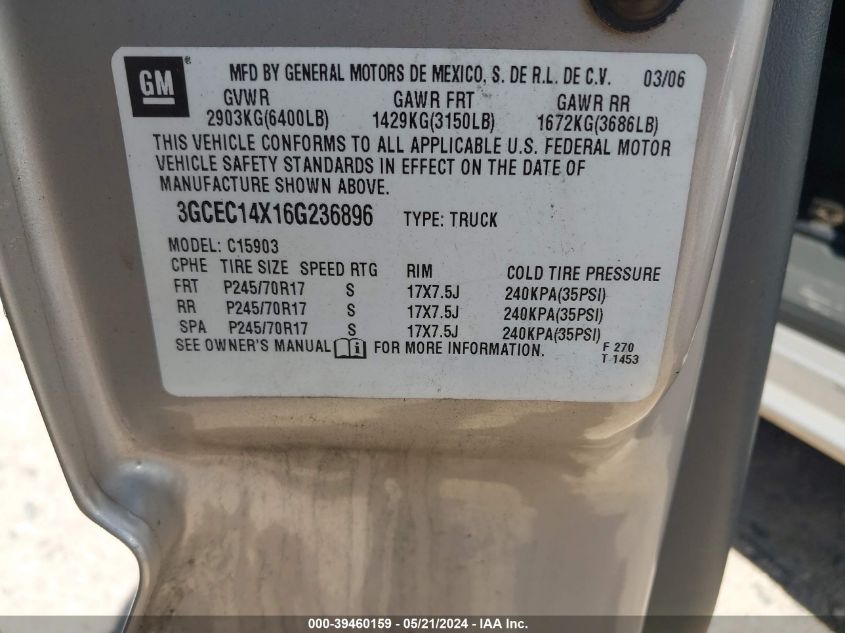 GM ® MFD BY GENERAL MOTORS DE MEXICO, S. DE R.L. DE C.V. 03/06
GVWR GAWR FRT GAWR RR
2903KG(6400LB) 1429KG(3150LB) 1672KG(3686LB)
THIS VEHICLE CONFORMS TO ALL APPLICABLE U.S. FEDERAL MOTOR
VEHICLE SAFETY STANDARDS IN EFFECT ON THE DATE OF
MANUFACTURE SHOWN ABOVE.
3GCEC14X16G236896 TYPE: TRUCK
MODEL: C15903
CPHE TIRE SIZE SPEED RTG RIM COLD TIRE PRESSURE
FRT P245/70R17 S 17X7.5J 240KPA(35PSI)
RR P245/70R17 S 17X7.5J 240KPA(35PSI)
SPA P245/70R17 S 17X7.5J 240KPA(35PSI)
SEE OWNER'S MANUAL i FOR MORE INFORMATION. F 270
T 1453
000-39460159 - 05/21/2024 - IAA Inc.